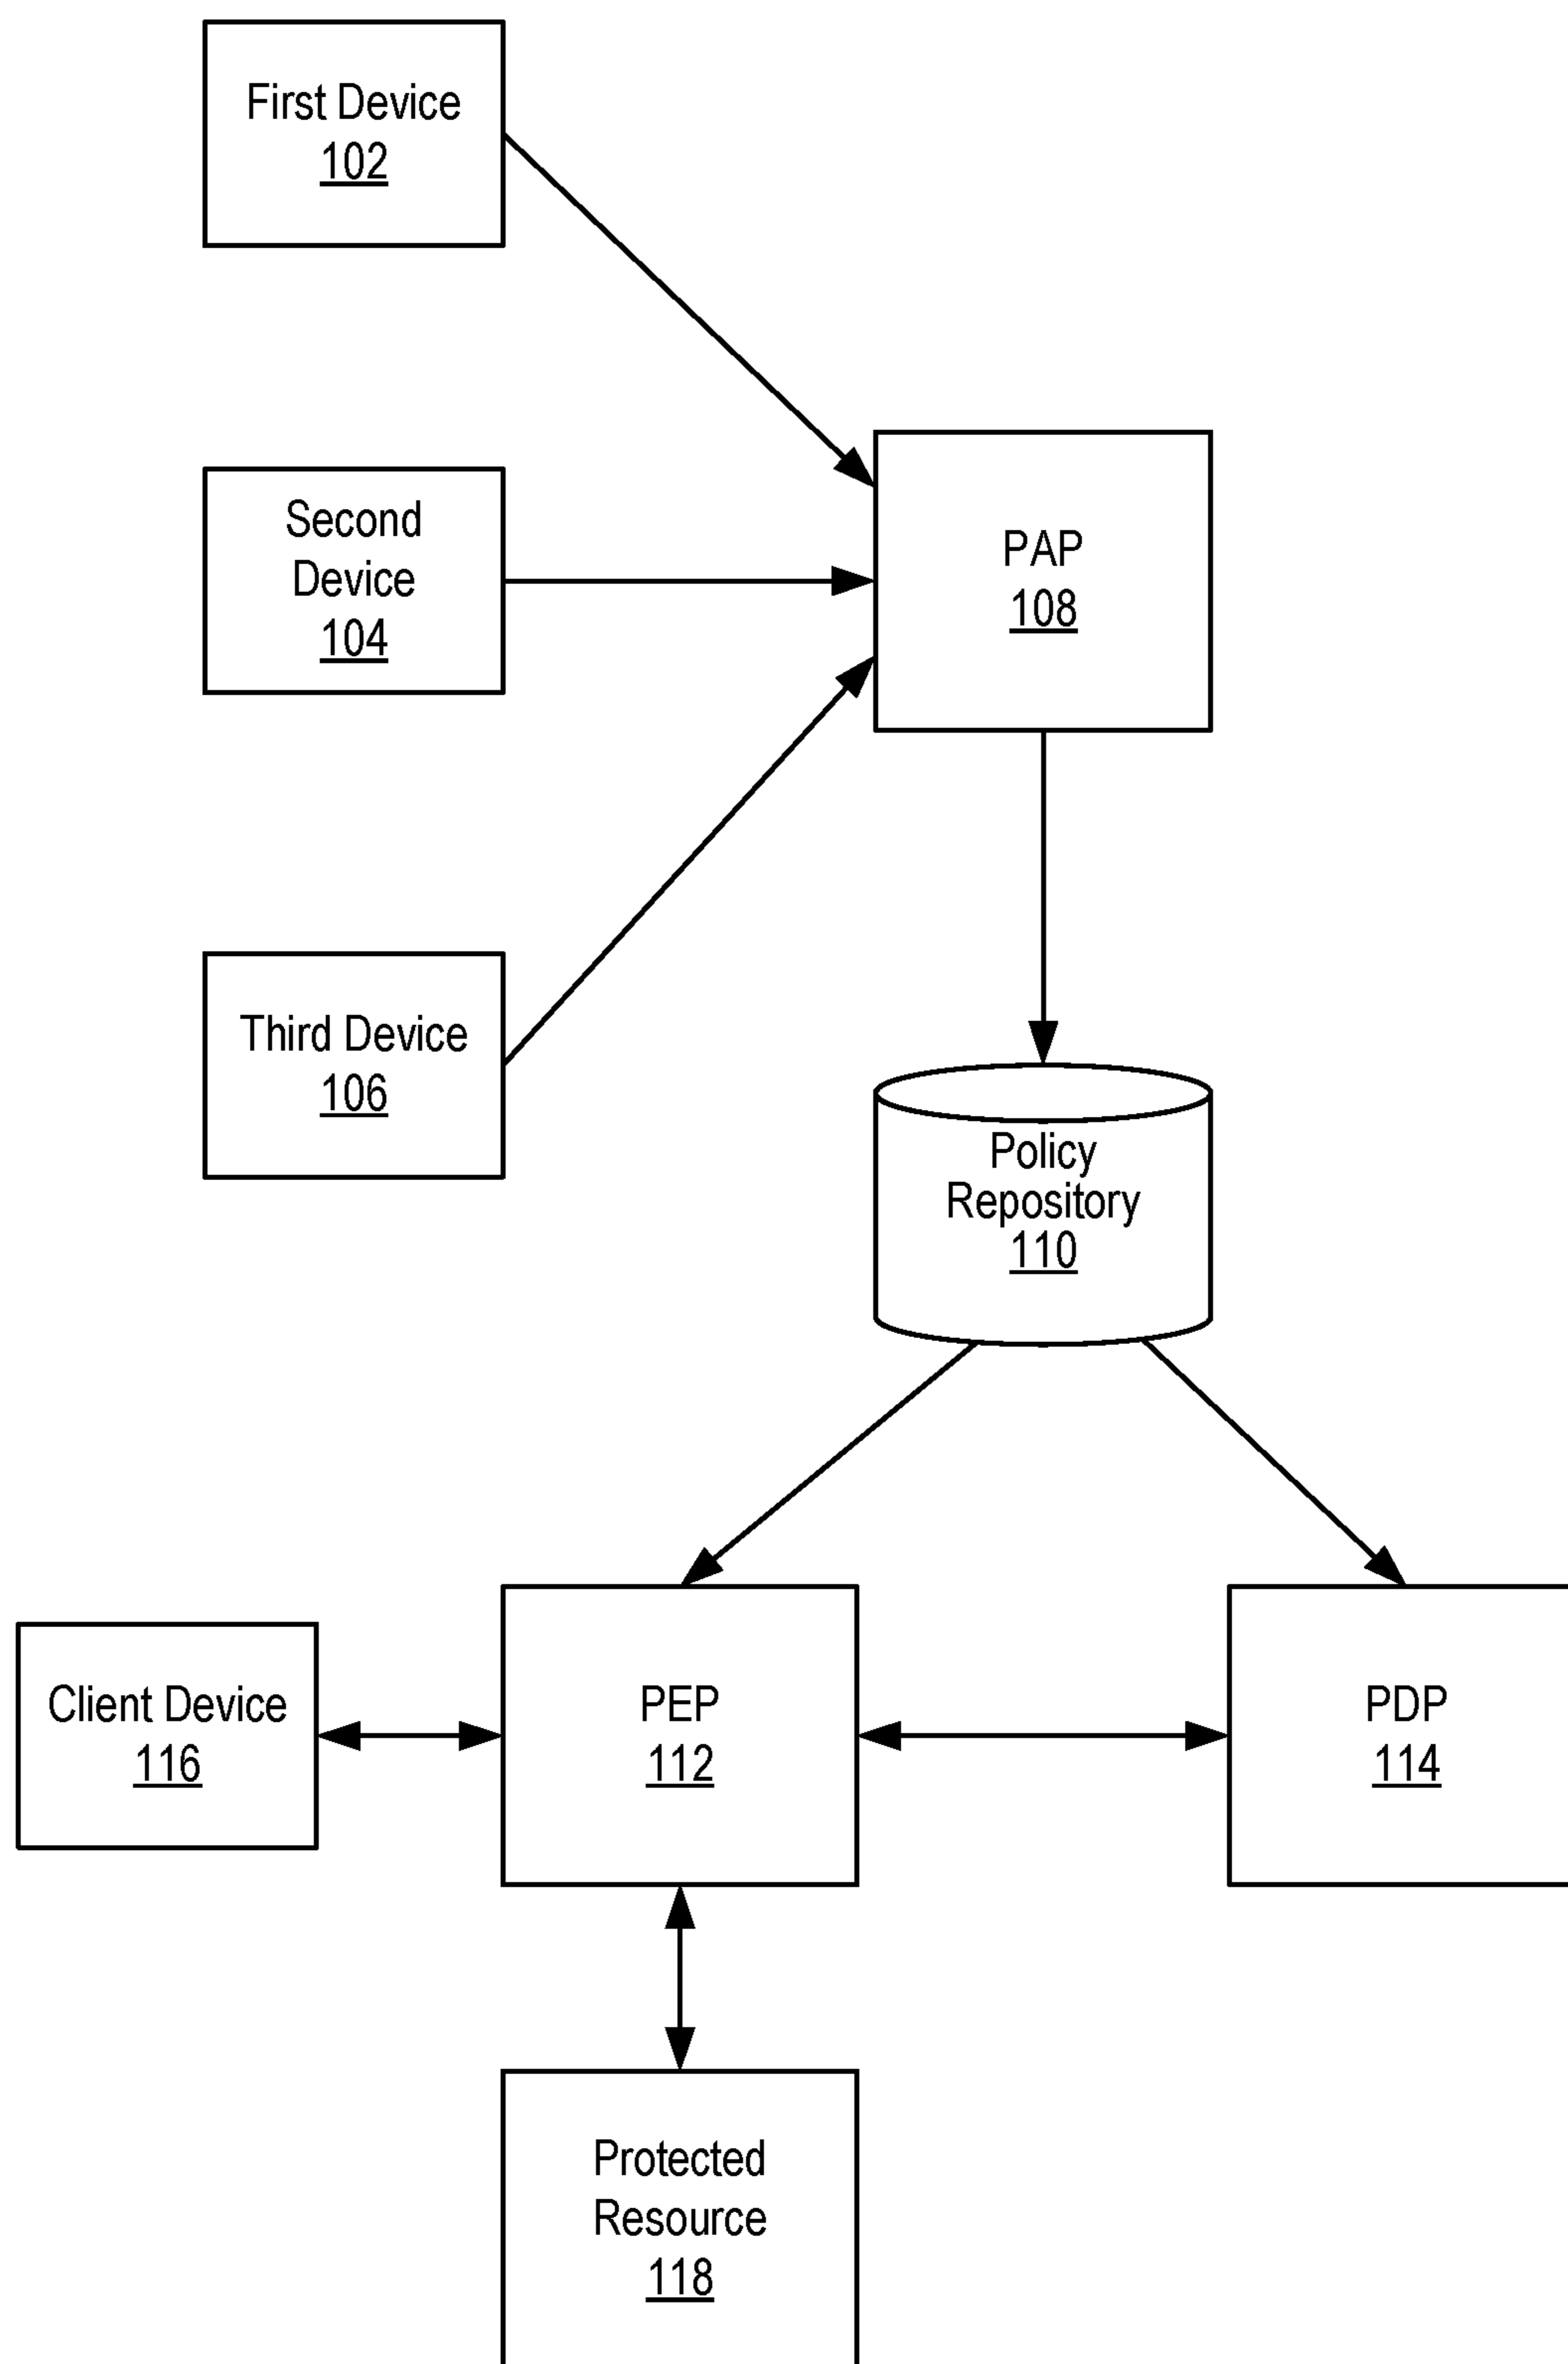 First Device
102
Second
Device
104
PAP
108
Third Device
106
Policy
Repository
110
Client Device
116
PEP
112
PDP
114
Protected
Resource
118